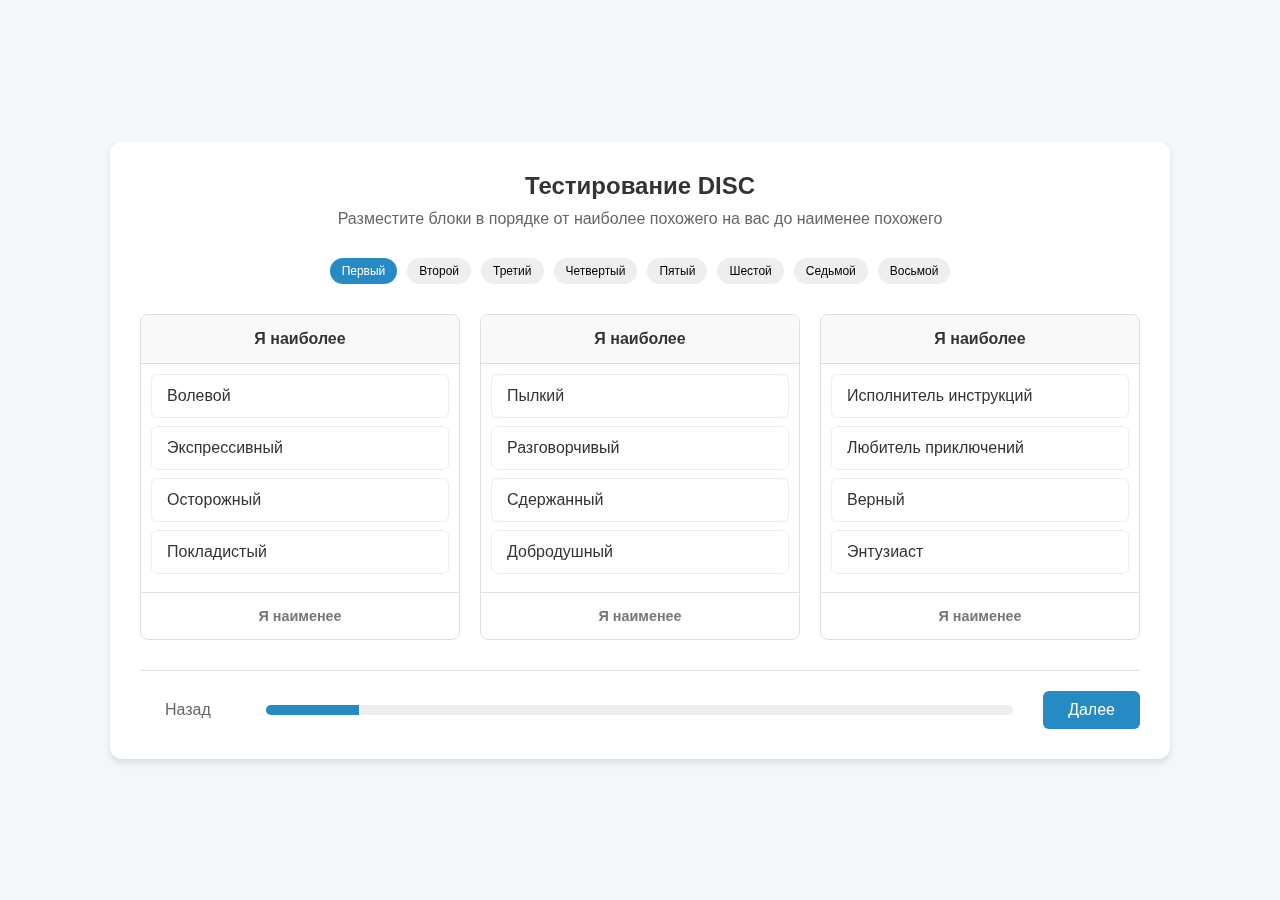 Тестирование DISC
Разместите блоки в порядке от наиболее похожего на вас до наименее похожего
Первый Второй Третий Четвертый Пятый Шестой Седьмой Восьмой
Я наиболее
Волевой
Экспрессивный
Осторожный
Покладистый
Я наименее
Я наиболее
Пылкий
Разговорчивый
Сдержанный
Добродушный
Я наименее
Я наиболее
Исполнитель инструкций
Любитель приключений
Верный
Энтузиаст
Я наименее
Назад
Далее